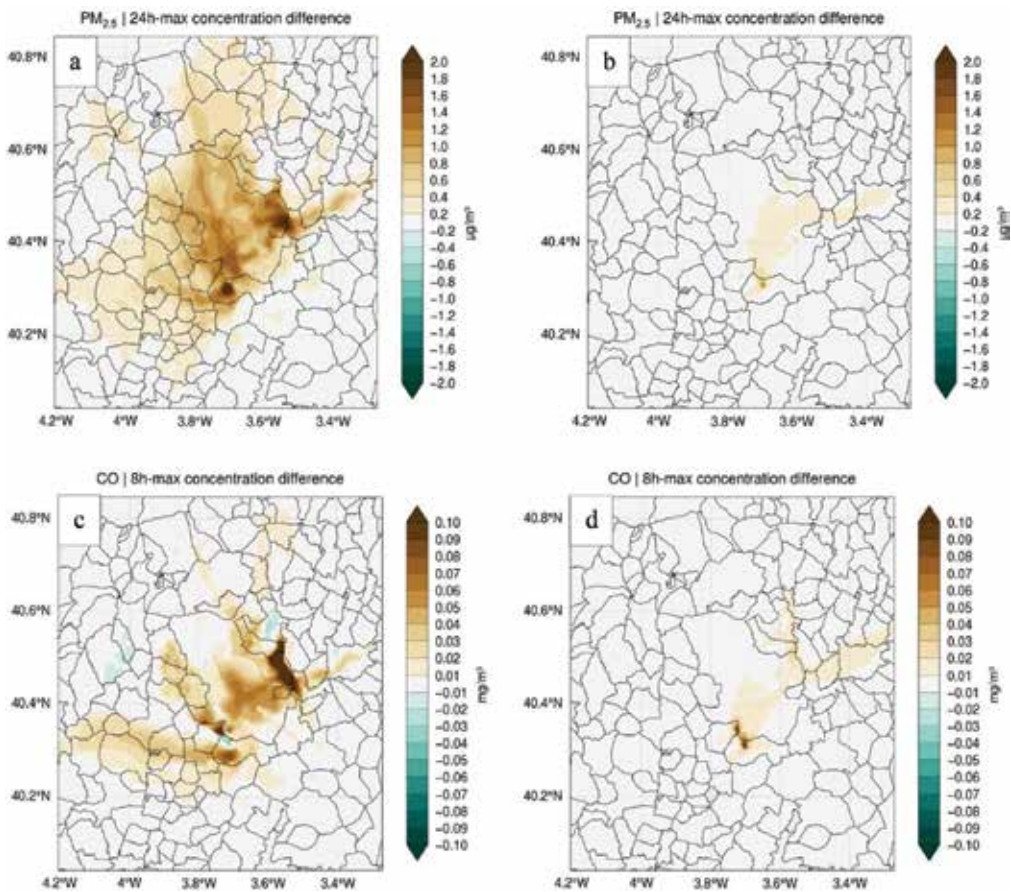 PM2.5 | 24h-max concentration difference
a
40.8°N
40.6°N
40.4°N
40.2°N
4.2°W 4°W 3.8°W 3.6°W 3.4°W
2.0
1.8
1.6
1.4
1.2
1.0
0.8
0.6
0.4
0.2
−0.2
−0.4
−0.6
−0.8
−1.0
−1.2
−1.4
−1.6
−1.8
−2.0
µg/m³
PM2.5 | 24h-max concentration difference
b
40.8°N
40.6°N
40.4°N
40.2°N
4.2°W 4°W 3.8°W 3.6°W 3.4°W
2.0
1.8
1.6
1.4
1.2
1.0
0.8
0.6
0.4
0.2
−0.2
−0.4
−0.6
−0.8
−1.0
−1.2
−1.4
−1.6
−1.8
−2.0
µg/m³
CO | 8h-max concentration difference
c
40.8°N
40.6°N
40.4°N
40.2°N
4.2°W 4°W 3.8°W 3.6°W 3.4°W
0.10
0.09
0.08
0.07
0.06
0.05
0.04
0.03
0.02
0.01
−0.01
−0.03
−0.04
−0.05
−0.06
−0.07
−0.08
−0.09
−0.10
mg/m³
CO | 8h-max concentration difference
d
40.8°N
40.6°N
40.4°N
40.2°N
4.2°W 4°W 3.8°W 3.6°W 3.4°W
0.10
0.09
0.08
0.07
0.06
0.05
0.04
0.03
0.02
0.01
−0.01
−0.03
−0.04
−0.05
−0.06
−0.07
−0.08
−0.09
−0.10
mg/m³